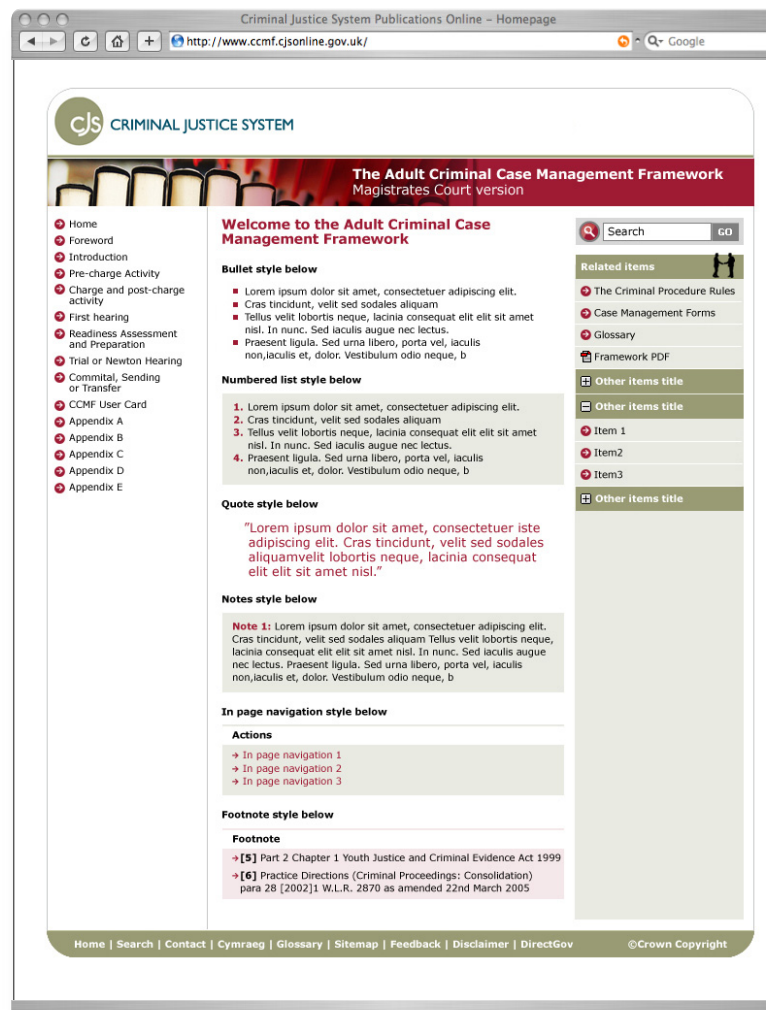 Criminal Justice System Publications Online – Homepage
http://www.ccmf.cjsonline.gov.uk/
Google
cjs CRIMINAL JUSTICE SYSTEM
The Adult Criminal Case Management Framework
Magistrates Court version
Home
Foreword
Introduction
Pre-charge Activity
Charge and post-charge
activity
First hearing
Readiness Assessment
and Preparation
Trial or Newton Hearing
Commital, Sending
or Transfer
CCMF User Card
Appendix A
Appendix B
Appendix C
Appendix D
Appendix E
Welcome to the Adult Criminal Case
Management Framework
Bullet style below
Lorem ipsum dolor sit amet, consectetuer adipiscing elit.
Cras tincidunt, velit sed sodales aliquam
Tellus velit lobortis neque, lacinia consequat elit elit sit amet
nisl. In nunc. Sed iaculis augue nec lectus.
Praesent ligula. Sed urna libero, porta vel, iaculis
non,iaculis et, dolor. Vestibulum odio neque, b
Numbered list style below
1. Lorem ipsum dolor sit amet, consectetuer adipiscing elit.
2. Cras tincidunt, velit sed sodales aliquam
3. Tellus velit lobortis neque, lacinia consequat elit elit sit amet
nisl. In nunc. Sed iaculis augue nec lectus.
4. Praesent ligula. Sed urna libero, porta vel, iaculis
non,iaculis et, dolor. Vestibulum odio neque, b
Quote style below
"Lorem ipsum dolor sit amet, consectetuer iste
adipiscing elit. Cras tincidunt, velit sed sodales
aliquamvelit lobortis neque, lacinia consequat
elit elit sit amet nisl."
Notes style below
Note 1: Lorem ipsum dolor sit amet, consectetuer adipiscing elit.
Cras tincidunt, velit sed sodales aliquam Tellus velit lobortis neque,
lacinia consequat elit elit sit amet nisl. In nunc. Sed iaculis augue
nec lectus. Praesent ligula. Sed urna libero, porta vel, iaculis
non,iaculis et, dolor. Vestibulum odio neque, b
In page navigation style below
Actions
In page navigation 1
In page navigation 2
In page navigation 3
Footnote style below
Footnote
[5] Part 2 Chapter 1 Youth Justice and Criminal Evidence Act 1999
[6] Practice Directions (Criminal Proceedings: Consolidation)
para 28 [2002]1 W.L.R. 2870 as amended 22nd March 2005
Search GO
Related items
The Criminal Procedure Rules
Case Management Forms
Glossary
Framework PDF
Other items title
Other items title
Item 1
Item2
Item3
Other items title
Home | Search | Contact | Cymraeg | Glossary | Sitemap | Feedback | Disclaimer | DirectGov ©Crown Copyright